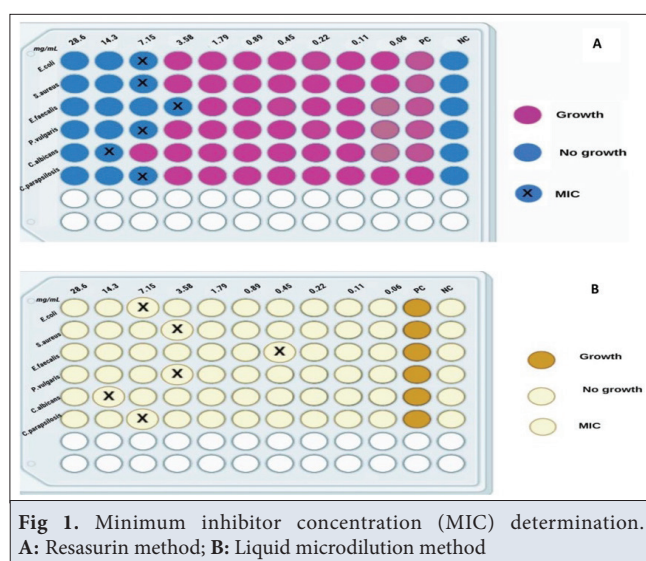 A
mg/mL 28.6 14.3 7.15 3.58 1.79 0.89 0.45 0.22 0.11 0.06 PC NC
E.coli X
S.aureus X
E.faecalis X
P.vulgaris X
C.albicans X
C.parapsilosis X
Growth
No growth
X MIC
B
mg/mL 28.6 14.3 7.15 3.58 1.79 0.89 0.45 0.22 0.11 0.06 PC NC
E.coli X
S.aureus X
E.faecalis X
P.vulgaris X
C.albicans X
C.parapsilosis X
Growth
No growth
MIC
Fig 1. Minimum inhibitor concentration (MIC) determination.
A: Resasurin method; B: Liquid microdilution method